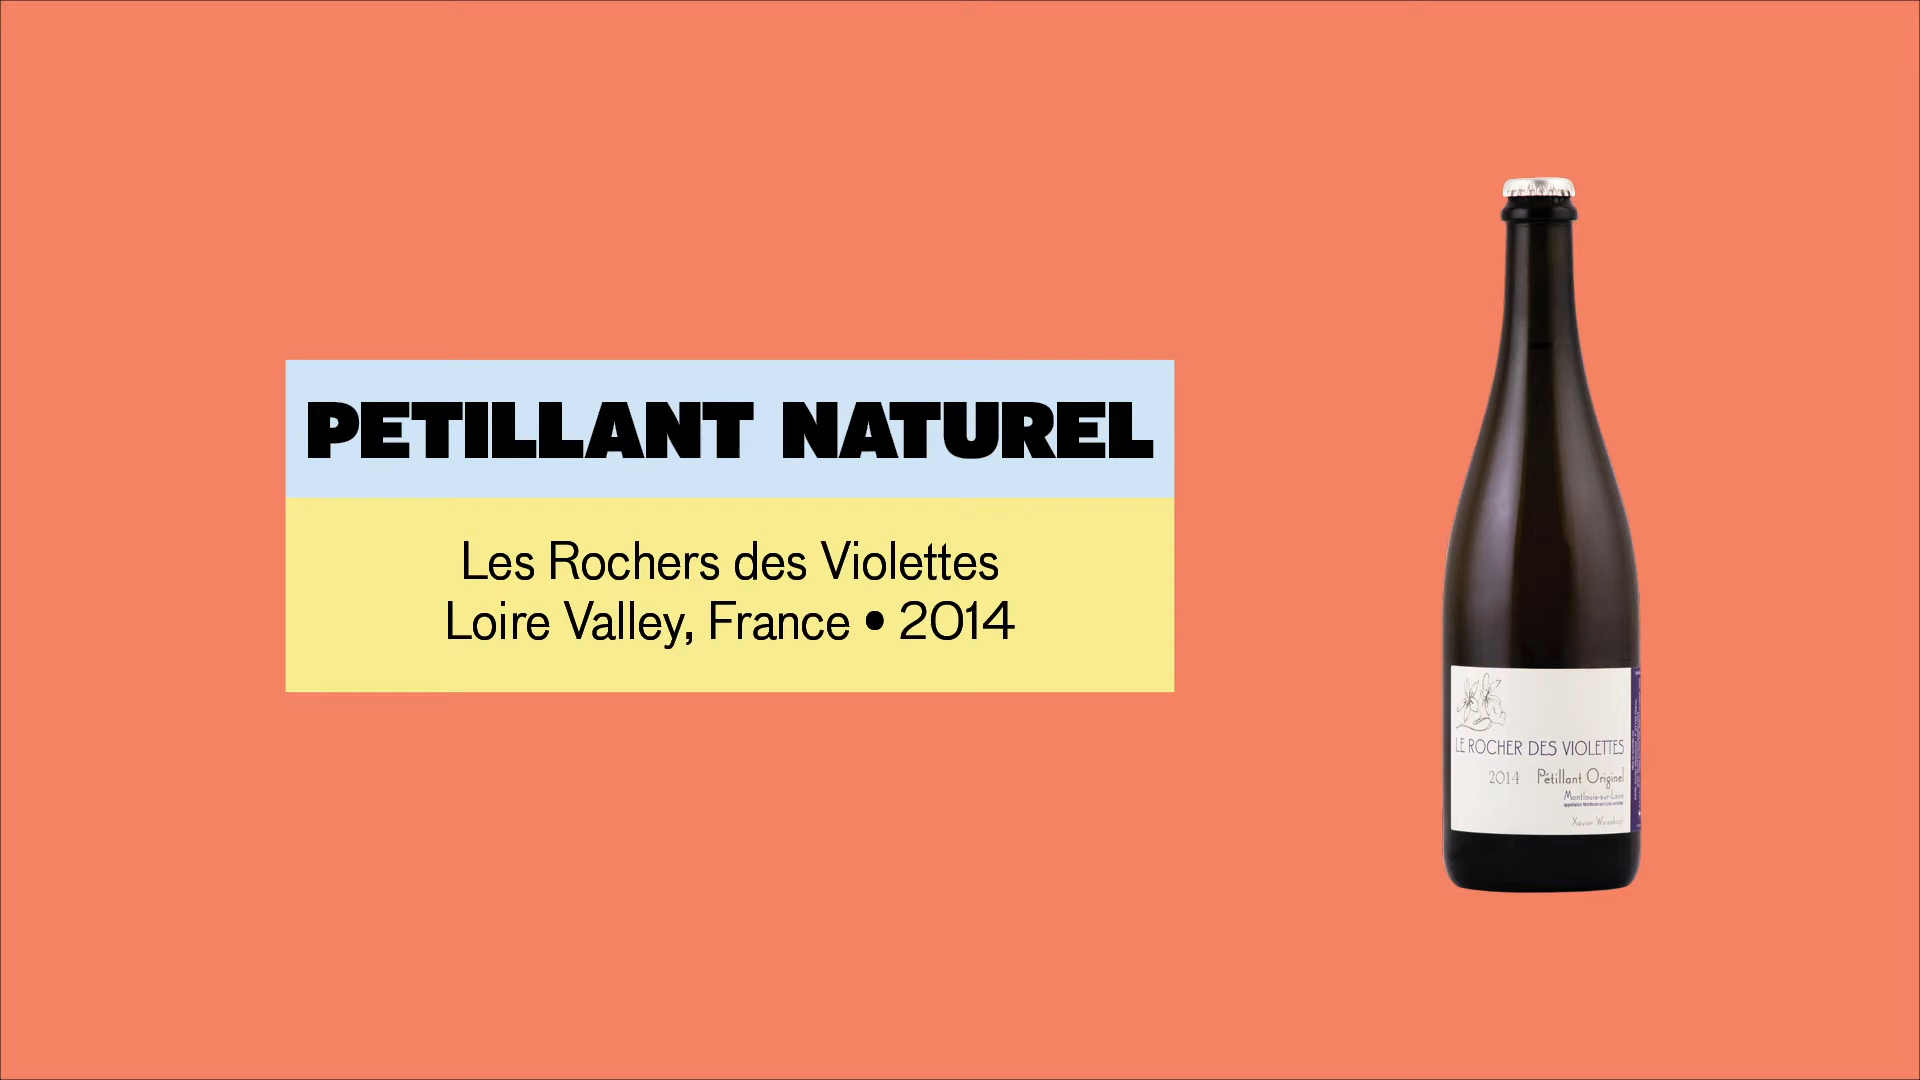 PETILLANT NATUREL
Les Rochers des Violettes
Loire Valley, France • 2014
LE ROCHER DES VIOLETTES
2014 Pétillant Originel
Montlouis-sur-Loire
Xavier